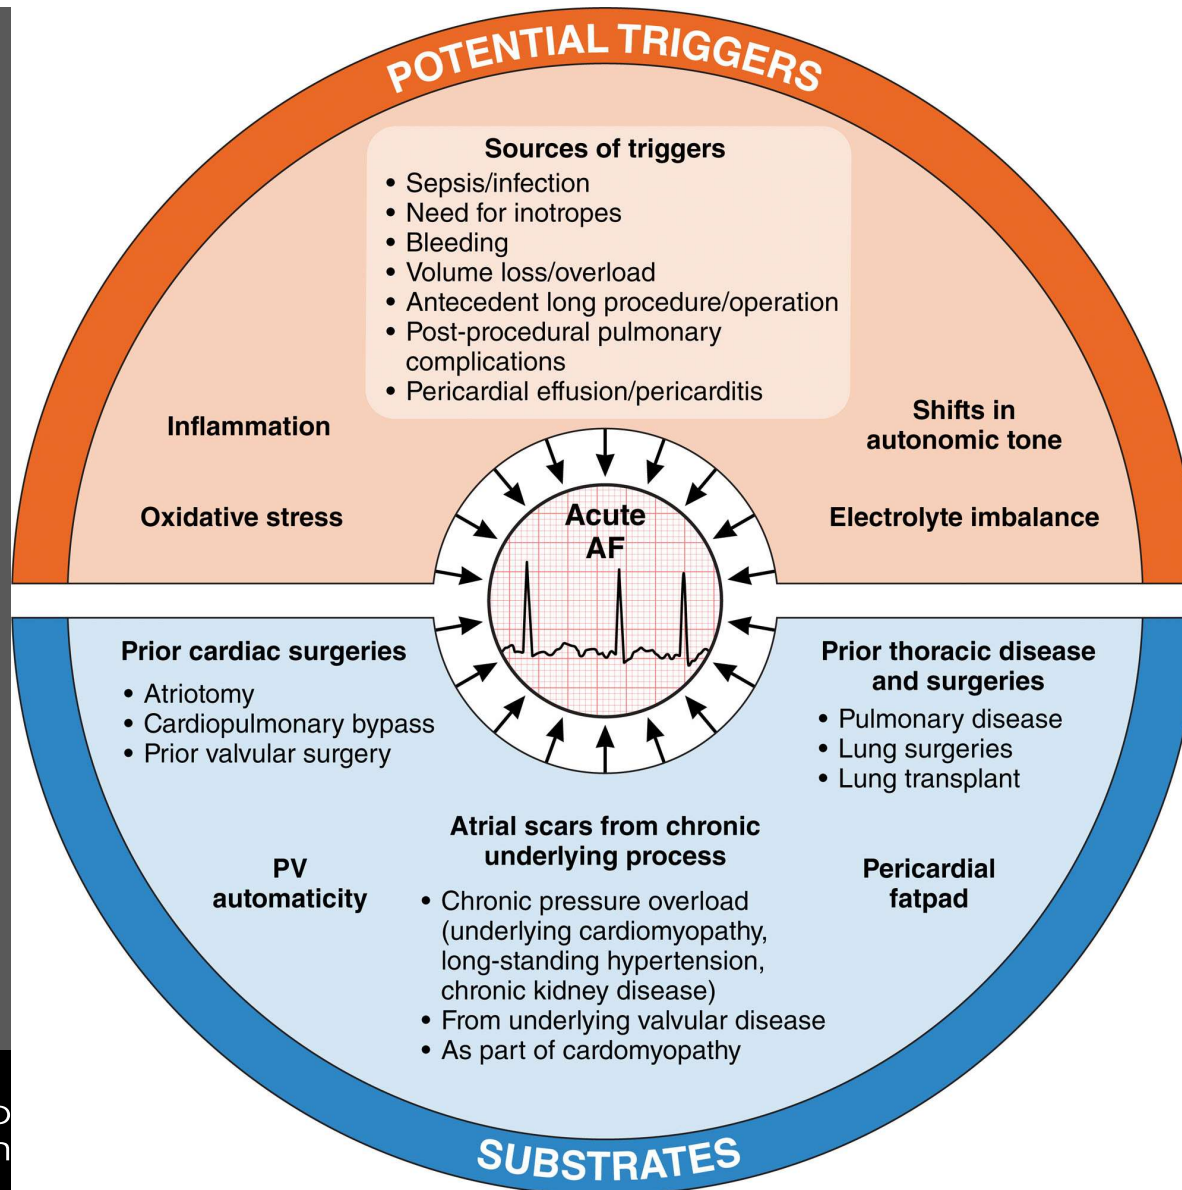 POTENTIAL TRIGGERS
Sources of triggers
• Sepsis/infection
• Need for inotropes
• Bleeding
• Volume loss/overload
• Antecedent long procedure/operation
• Post-procedural pulmonary
complications
• Pericardial effusion/pericarditis
Inflammation
Oxidative stress
Shifts in
autonomic tone
Electrolyte imbalance
Acute
AF
Prior cardiac surgeries
• Atriotomy
• Cardiopulmonary bypass
• Prior valvular surgery
Prior thoracic disease
and surgeries
• Pulmonary disease
• Lung surgeries
• Lung transplant
PV
automaticity
Atrial scars from chronic
underlying process
• Chronic pressure overload
(underlying cardiomyopathy,
long-standing hypertension,
chronic kidney disease)
• From underlying valvular disease
• As part of cardomyopathy
Pericardial
fatpad
SUBSTRATES